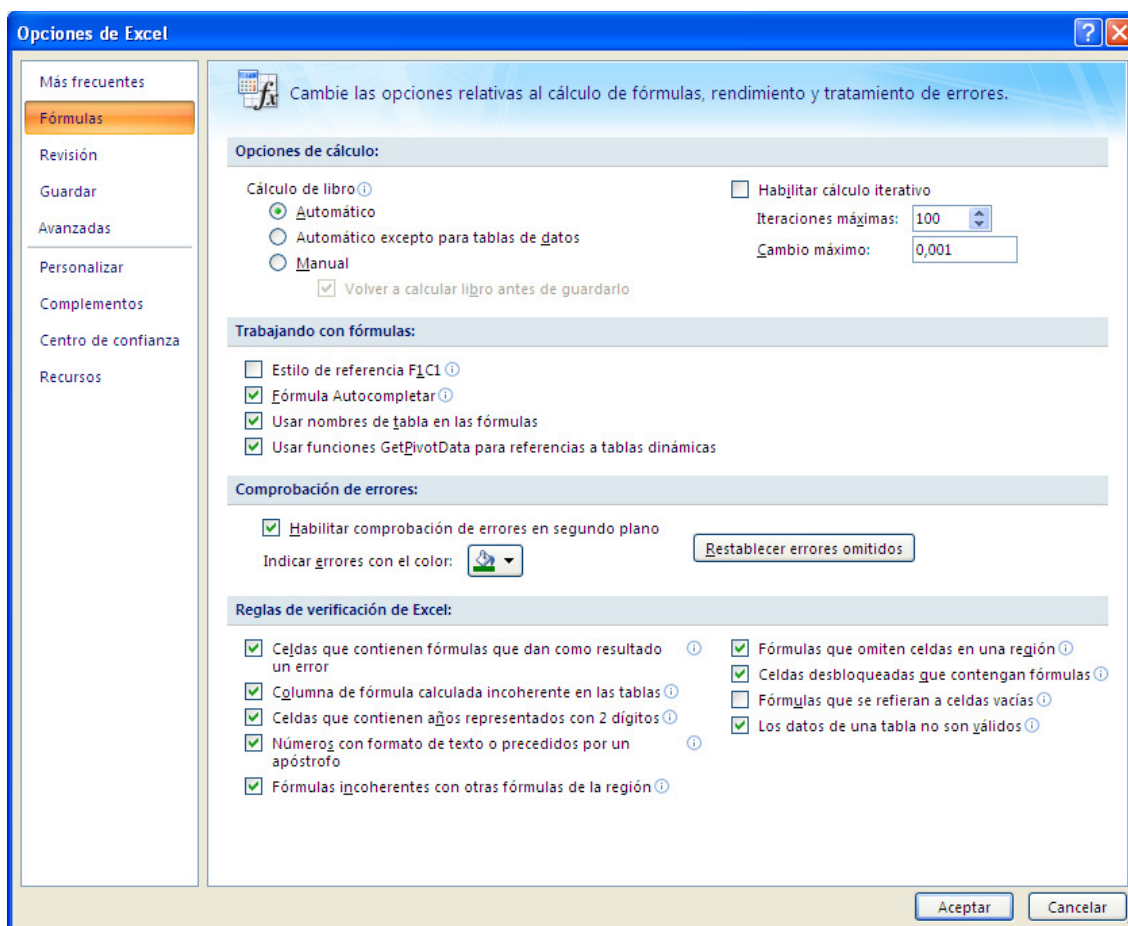 Opciones de Excel
Más frecuentes
Fórmulas
Revisión
Guardar
Avanzadas
Personalizar
Complementos
Centro de confianza
Recursos
Cambie las opciones relativas al cálculo de fórmulas, rendimiento y tratamiento de errores.
Opciones de cálculo:
Cálculo de libro
Automático
Automático excepto para tablas de datos
Manual
Volver a calcular libro antes de guardarlo
Habilitar cálculo iterativo
Iteraciones máximas: 100
Cambio máximo: 0,001
Trabajando con fórmulas:
Estilo de referencia F1C1
Fórmula Autocompletar
Usar nombres de tabla en las fórmulas
Usar funciones GetPivotData para referencias a tablas dinámicas
Comprobación de errores:
Habilitar comprobación de errores en segundo plano
Indicar errores con el color:
Restablecer errores omitidos
Reglas de verificación de Excel:
Celdas que contienen fórmulas que dan como resultado
un error
Columna de fórmula calculada incoherente en las tablas
Celdas que contienen años representados con 2 dígitos
Números con formato de texto o precedidos por un
apóstrofo
Fórmulas incoherentes con otras fórmulas de la región
Fórmulas que omiten celdas en una región
Celdas desbloqueadas que contengan fórmulas
Fórmulas que se refieran a celdas vacías
Los datos de una tabla no son válidos
Aceptar
Cancelar